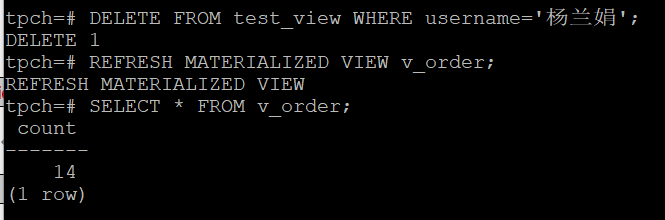 tpch=# DELETE FROM test_view WHERE username='杨兰娟';
DELETE 1
tpch=# REFRESH MATERIALIZED VIEW v_order;
REFRESH MATERIALIZED VIEW
tpch=# SELECT * FROM v_order;
 count
-------
    14
(1 row)